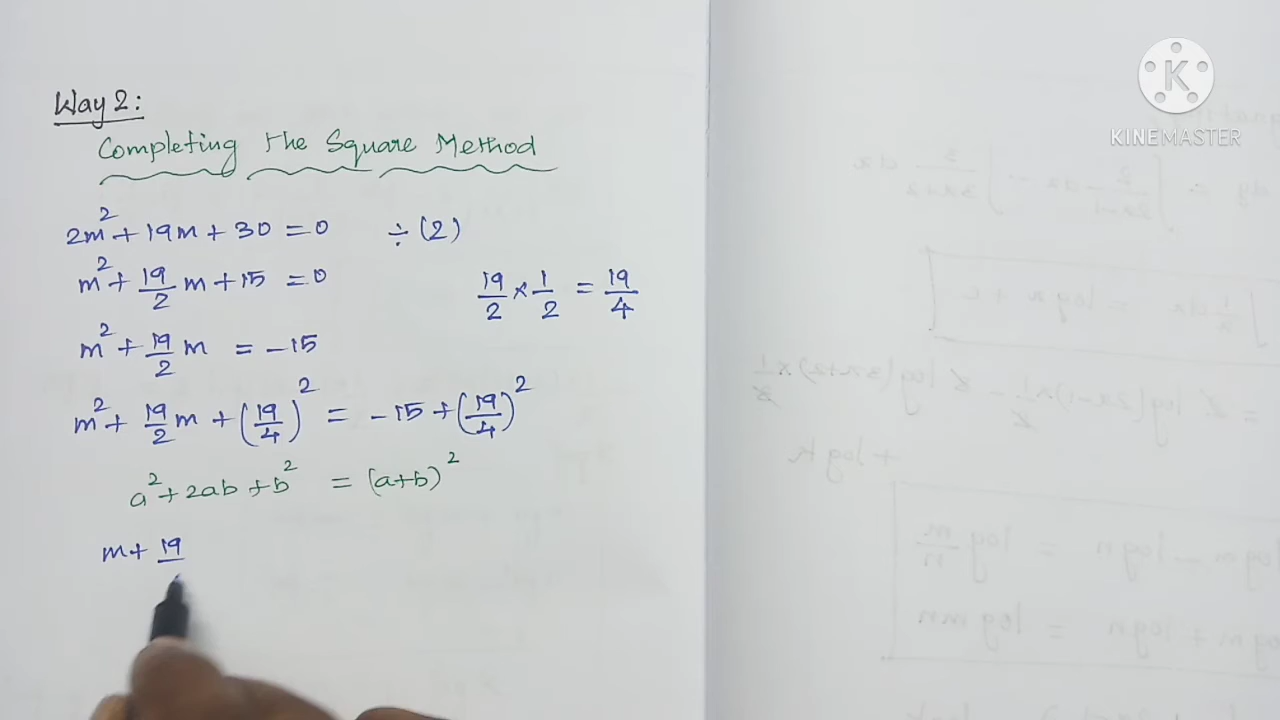 Way 2:
Completing the Square Method
2m² + 19m + 30 = 0 ÷ (2)
m² + 19/2 m + 15 = 0
19/2 × 1/2 = 19/4
m² + 19/2 m = -15
m² + 19/2 m + (19/4)² = -15 + (19/4)²
a² + 2ab + b² = (a+b)²
m + 19
K
KINEMASTER